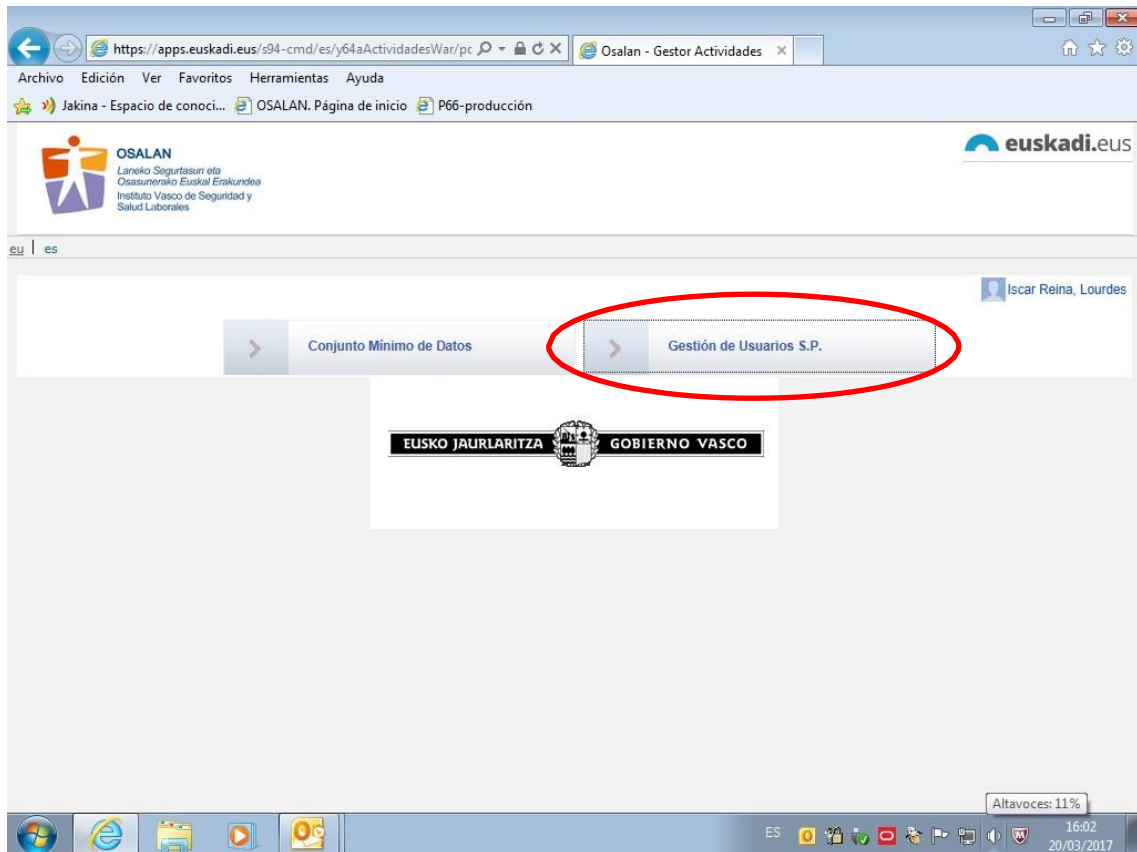 https://apps.euskadi.eus/s94-cmd/es/y64aActividadesWar/pc
Osalan - Gestor Actividades
Archivo Edición Ver Favoritos Herramientas Ayuda
Jakina - Espacio de conoci... OSALAN. Página de inicio P66-producción
OSALAN
Laneko Segurtasun eta
Osasunerako Euskal Erakundea
Instituto Vasco de Seguridad y
Salud Laborales
euskadi.eus
eu | es
Iscar Reina, Lourdes
Conjunto Mínimo de Datos
Gestión de Usuarios S.P.
EUSKO JAURLARITZA GOBIERNO VASCO
Altavoces: 11%
ES
16:02
20/03/2017